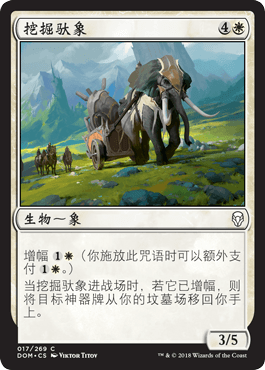 挖掘驮象 4
生物～象
增幅 1（你施放此咒语时可以额外支
付 1。）
当挖掘驮象进战场时，若它已增幅，则
将目标神器牌从你的坟墓场移回你手
上。
3/5
017/269 C
DOM • CS Viktor Titov
™ & © 2018 Wizards of the Coast